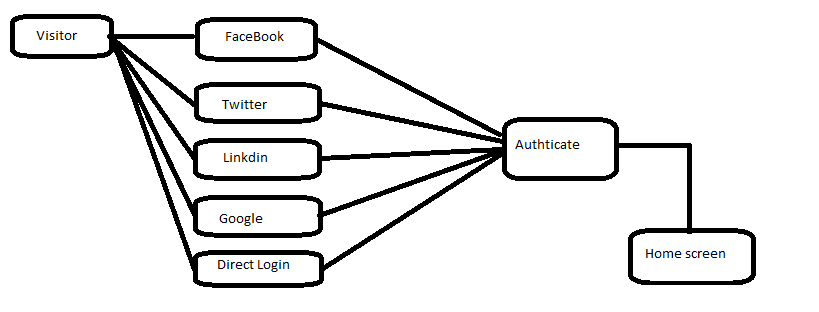 Visitor
FaceBook
Twitter
Linkdin
Google
Direct Login
Authticate
Home screen